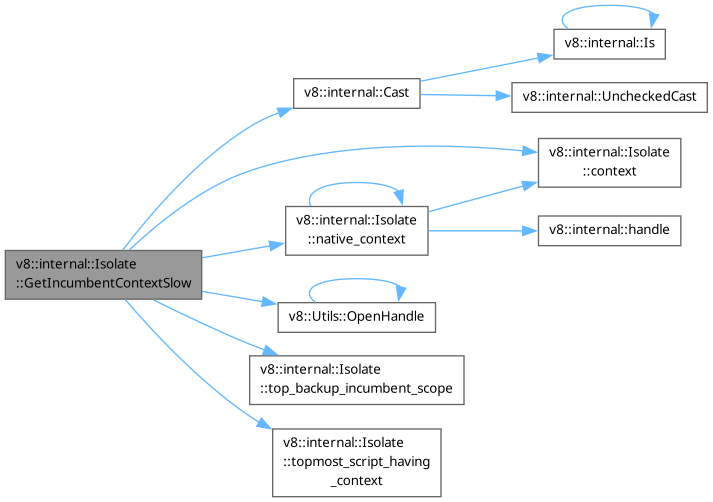 v8::internal::Is
v8::internal::Cast
v8::internal::UncheckedCast
v8::internal::Isolate
::context
v8::internal::Isolate
::native_context
v8::internal::handle
v8::internal::Isolate
::GetIncumbentContextSlow
v8::Utils::OpenHandle
v8::internal::Isolate
::top_backup_incumbent_scope
v8::internal::Isolate
::topmost_script_having
_context